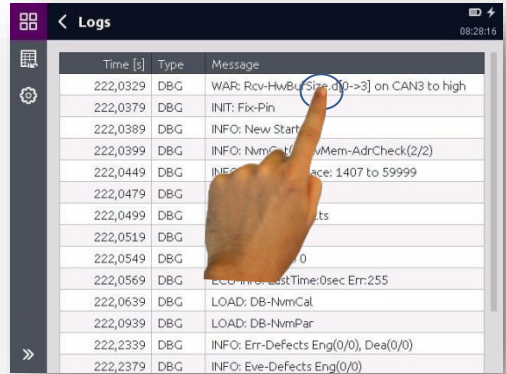 Logs
08:28:16
Time [s] Type Message
222,0329 DBG WAR: Rcv-HwBufSize.d[0->3] on CAN3 to high
222,0379 DBG INIT: Fix-Pin
222,0389 DBG INFO: New Start
222,0399 DBG INFO: -AdrCheck(2/2)
222,0449 DBG 1407 to 59999
222,0479 DBG
222,0499 DBG
222,0519 DBG
222,0549 DBG 0
222,0569 DBG Err:255
222,0639 DBG LOAD: DB-NvmCal
222,0939 DBG LOAD: DB-NvmPar
222,2339 DBG INFO: Err-Defects Eng(0/0), Dea(0/0)
222,2379 DBG INFO: Eve-Defects Eng(0/0)